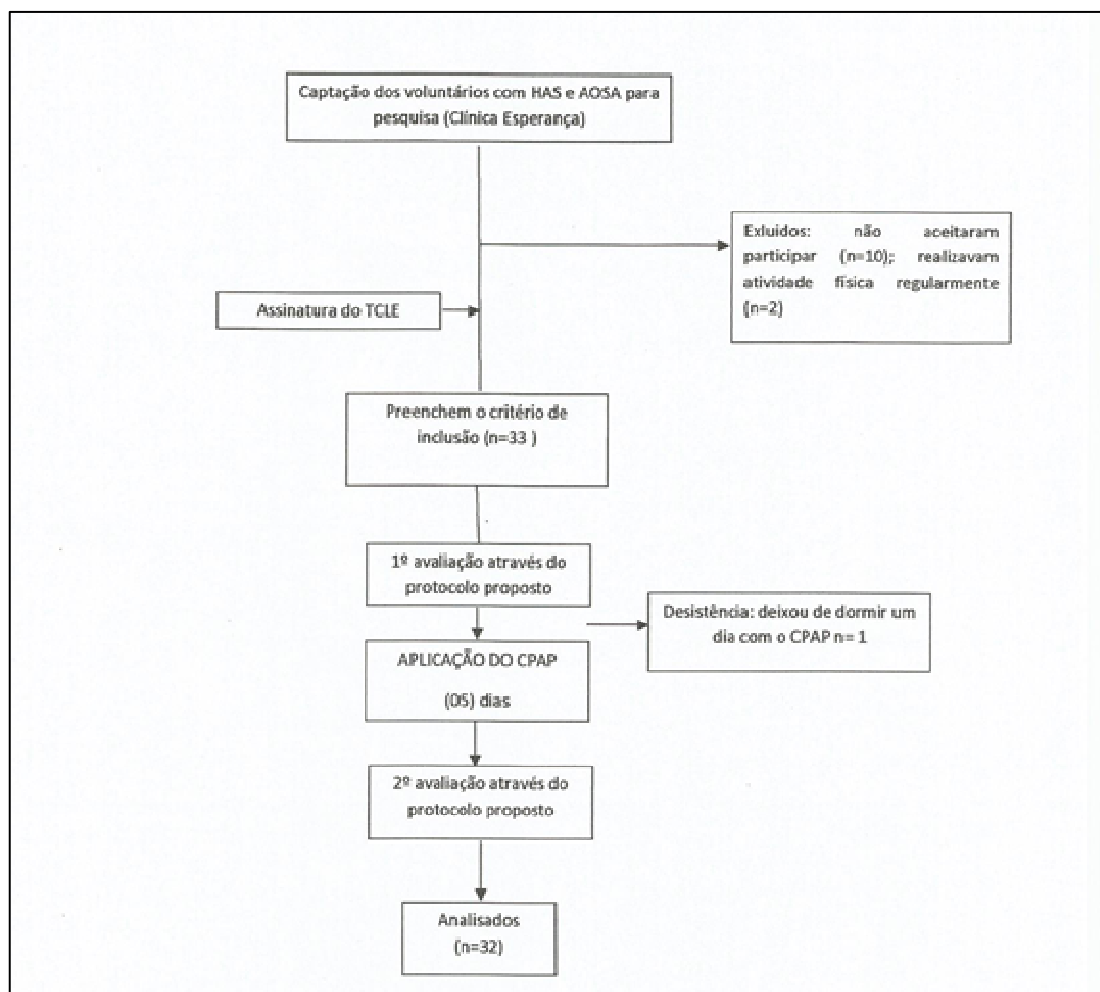 Captação dos voluntários com HAS e AOSA para
pesquisa (Clínica Esperança)
Exluidos: não aceitaram
participar (n=10); realizavam
atividade física regularmente
(n=2)
Assinatura do TCLE
Preenchem o critério de
inclusão (n=33 )
1º avaliação através do
protocolo proposto
Desistência: deixou de dormir um
dia com o CPAP n= 1
APLICAÇÃO DO CPAP
(05) dias
2º avaliação através do
protocolo proposto
Analisados
(n=32)